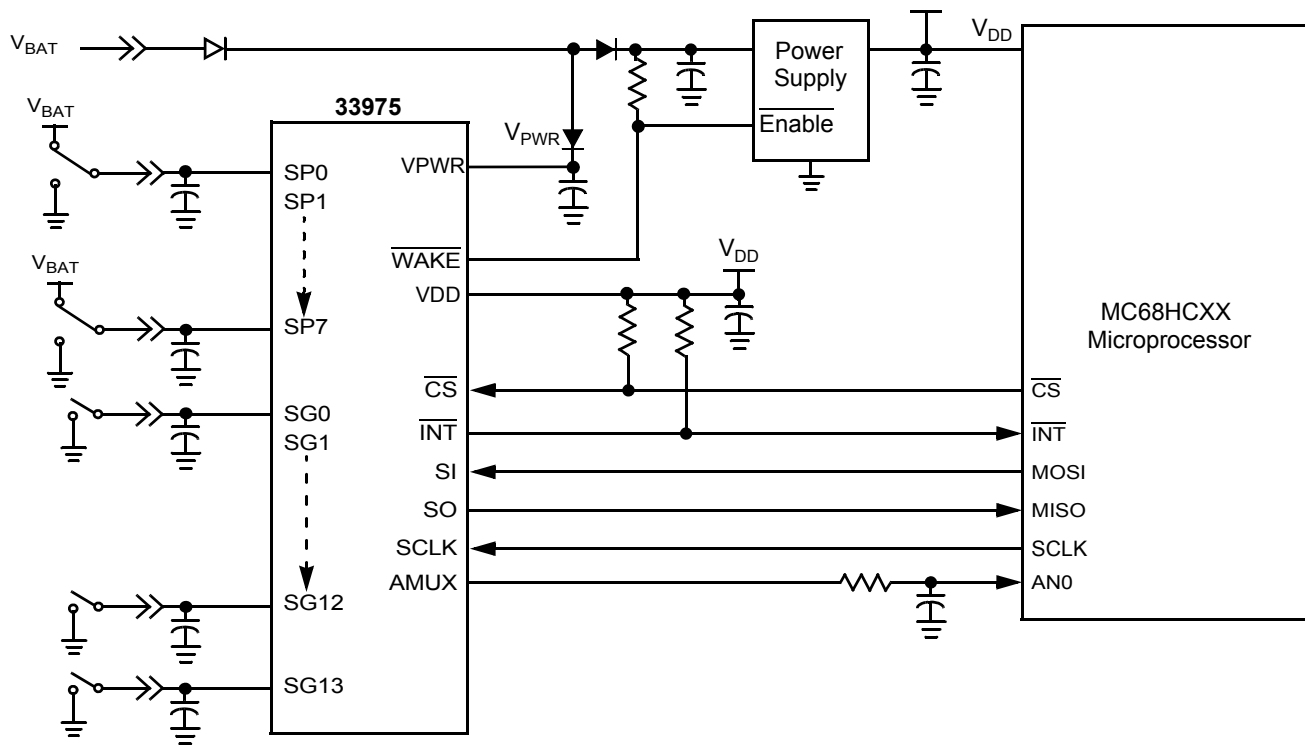 V_BAT
Power
Supply
Enable
V_DD
33975
V_BAT
SP0
SP1
SP7
V_BAT
SG0
SG1
SG12
SG13
VPWR
V_PWR
WAKE
VDD
V_DD
CS
INT
SI
SO
SCLK
AMUX
MC68HCXX
Microprocessor
CS
INT
MOSI
MISO
SCLK
AN0